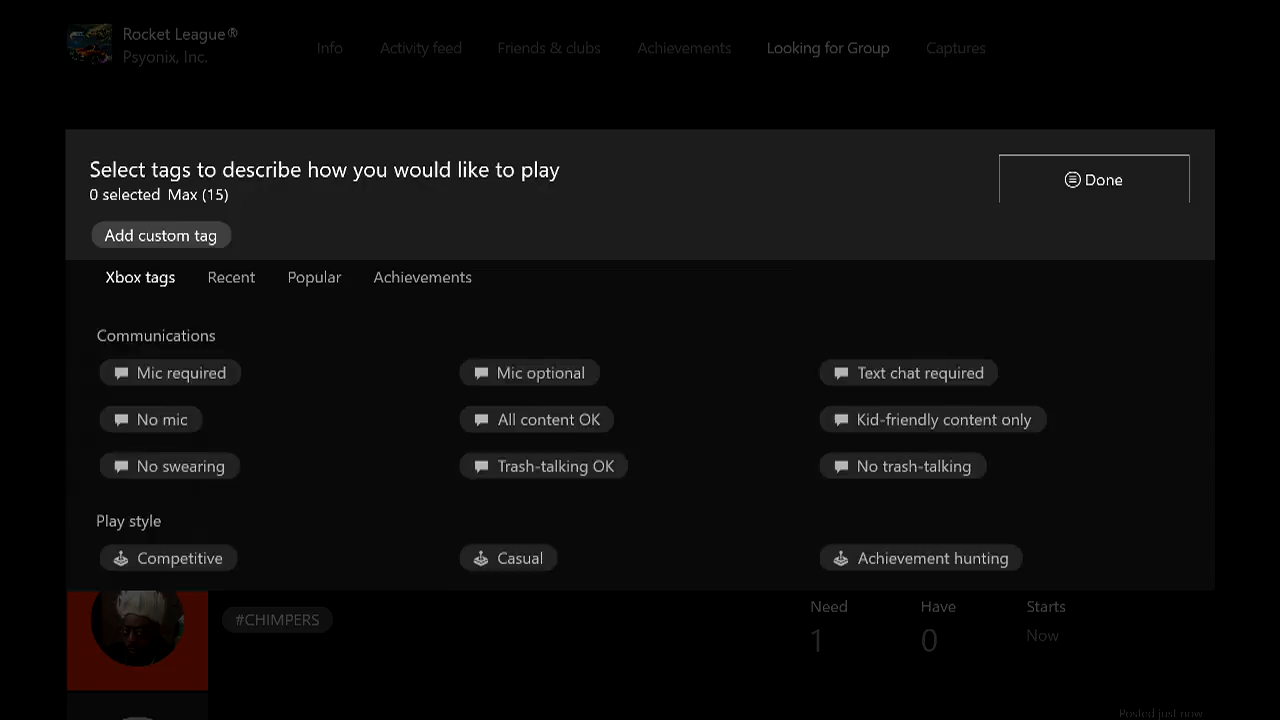 Rocket League®
Psyonix, Inc.
Info Activity feed Friends & clubs Achievements Looking for Group Captures
Select tags to describe how you would like to play
0 selected Max (15)
Done
Add custom tag
Xbox tags Recent Popular Achievements
Communications
Mic required Mic optional Text chat required
No mic All content OK Kid-friendly content only
No swearing Trash-talking OK No trash-talking
Play style
Competitive Casual Achievement hunting
#CHIMPERS
Need Have Starts
1 0 Now
Posted just now